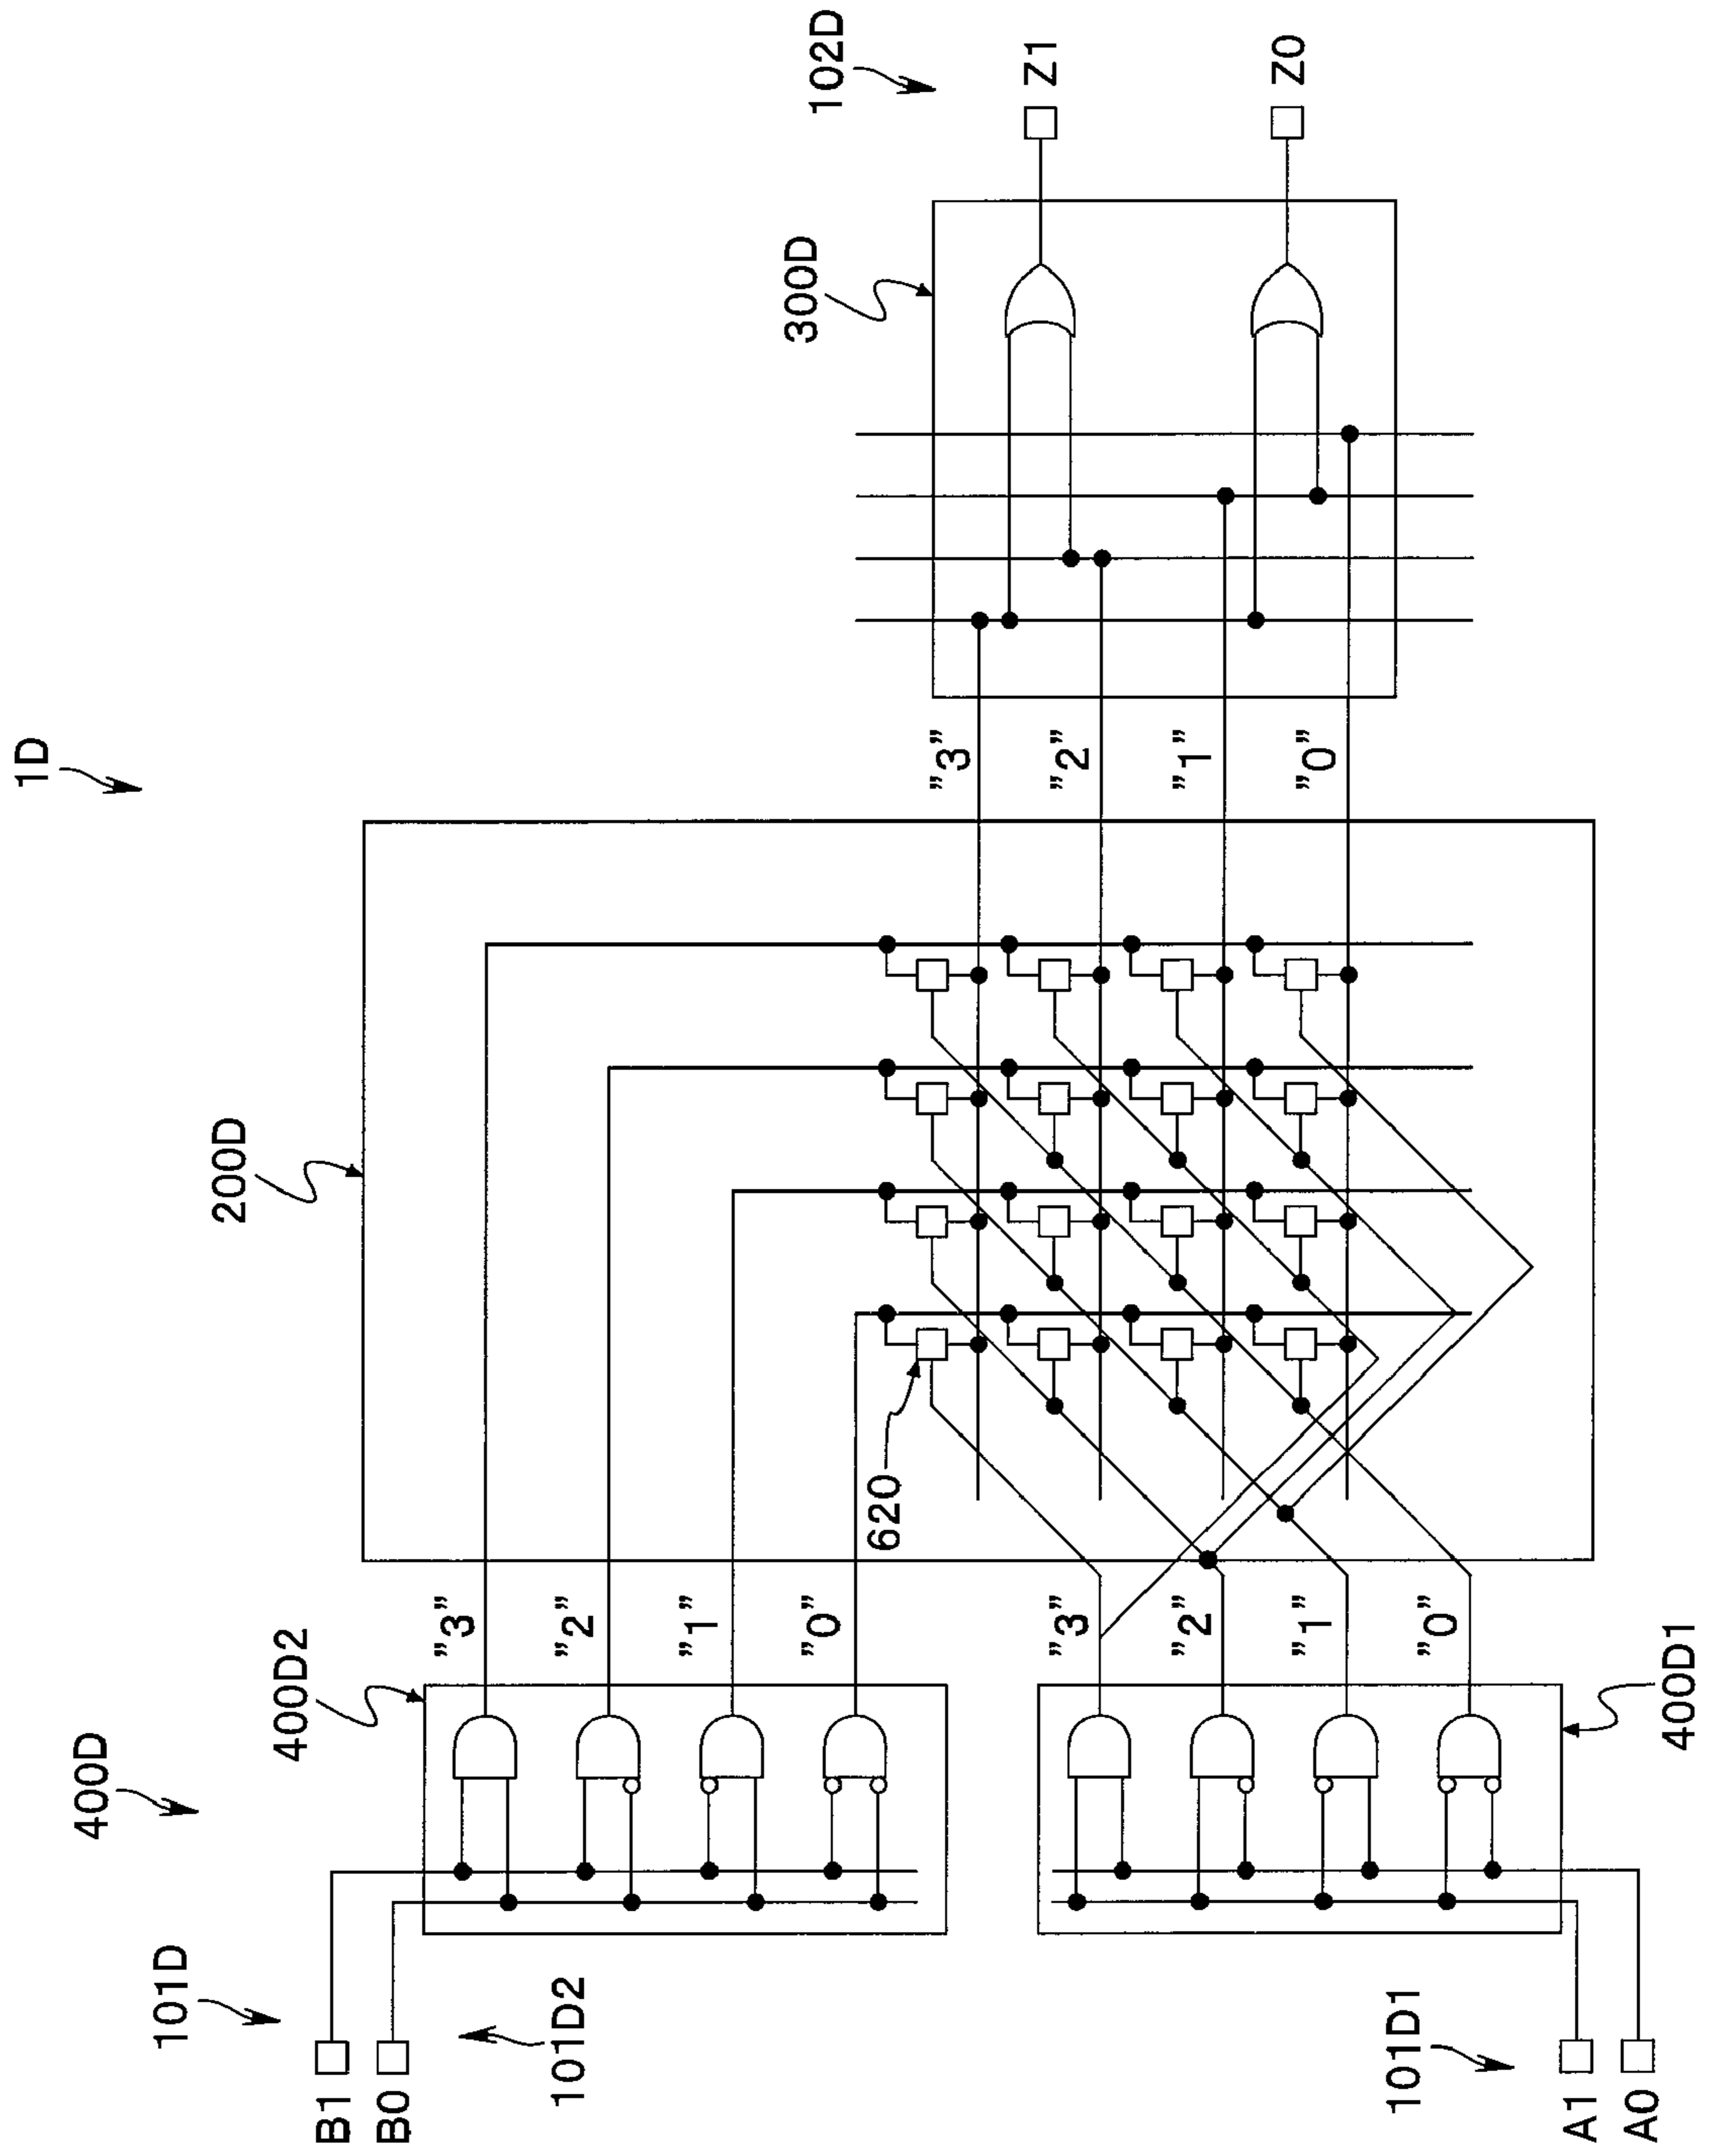 1D
400D
101D
B1
B0
101D2
400D2
"3"
"2"
"1"
"0"
200D
620
101D1
A1
A0
400D1
"3"
"2"
"1"
"0"
"3"
"2"
"1"
"0"
300D
102D
Z1
Z0